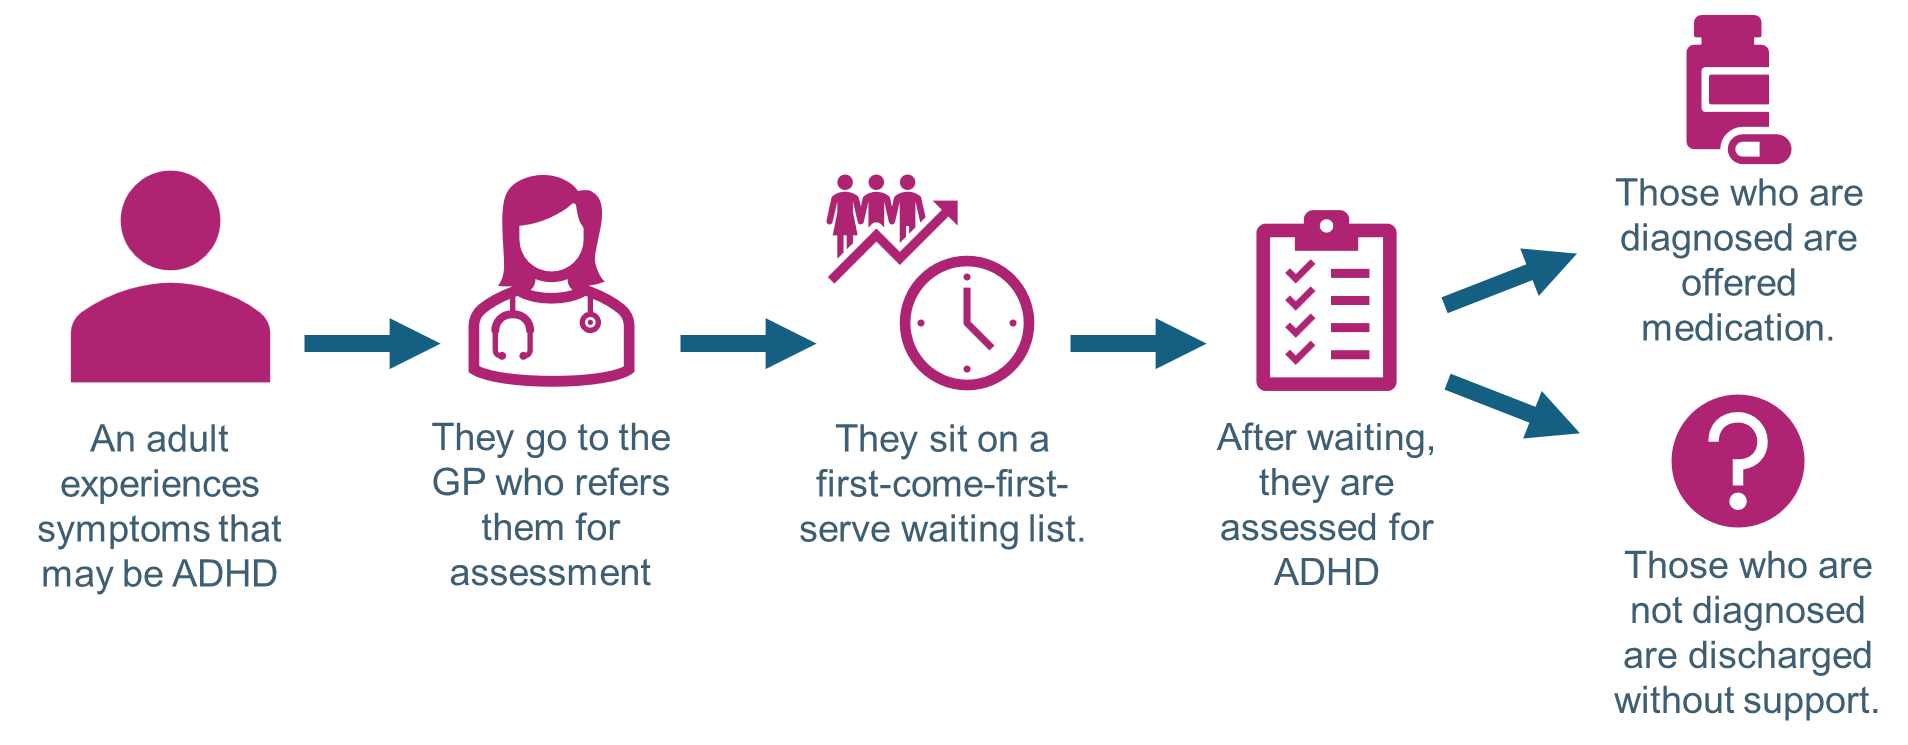 An adult
experiences
symptoms that
may be ADHD
They go to the
GP who refers
them for
assessment
They sit on a
first-come-first-
serve waiting list.
After waiting,
they are
assessed for
ADHD
Those who are
diagnosed are
offered
medication.
Those who are
not diagnosed
are discharged
without support.